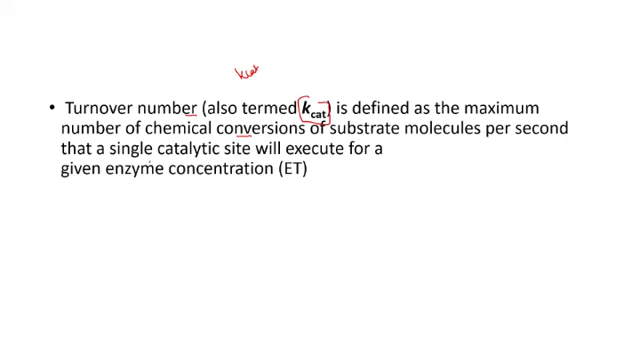 kcat
• Turnover number (also termed kcat) is defined as the maximum
number of chemical conversions of substrate molecules per second
that a single catalytic site will execute for a
given enzyme concentration (ET)